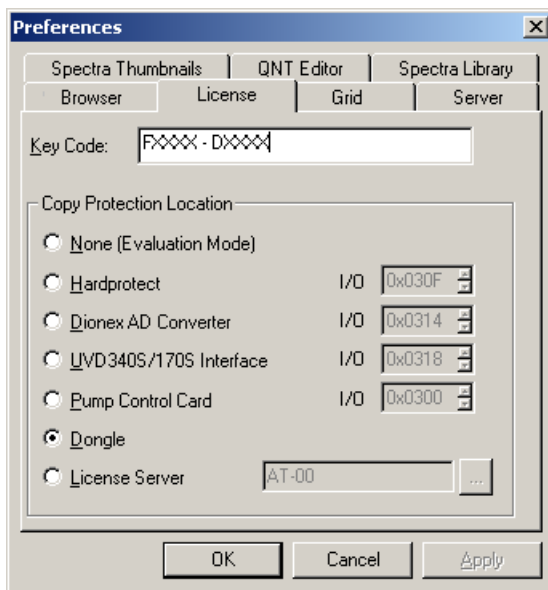 Preferences
Spectra Thumbnails QNT Editor Spectra Library
Browser License Grid Server
Key Code: FXXXX - DXXXX
Copy Protection Location
None (Evaluation Mode)
Hardprotect I/O 0x030F
Dionex AD Converter I/O 0x0314
UVD340S/170S Interface I/O 0x0318
Pump Control Card I/O 0x0300
Dongle
License Server AT-00 ...
OK Cancel Apply